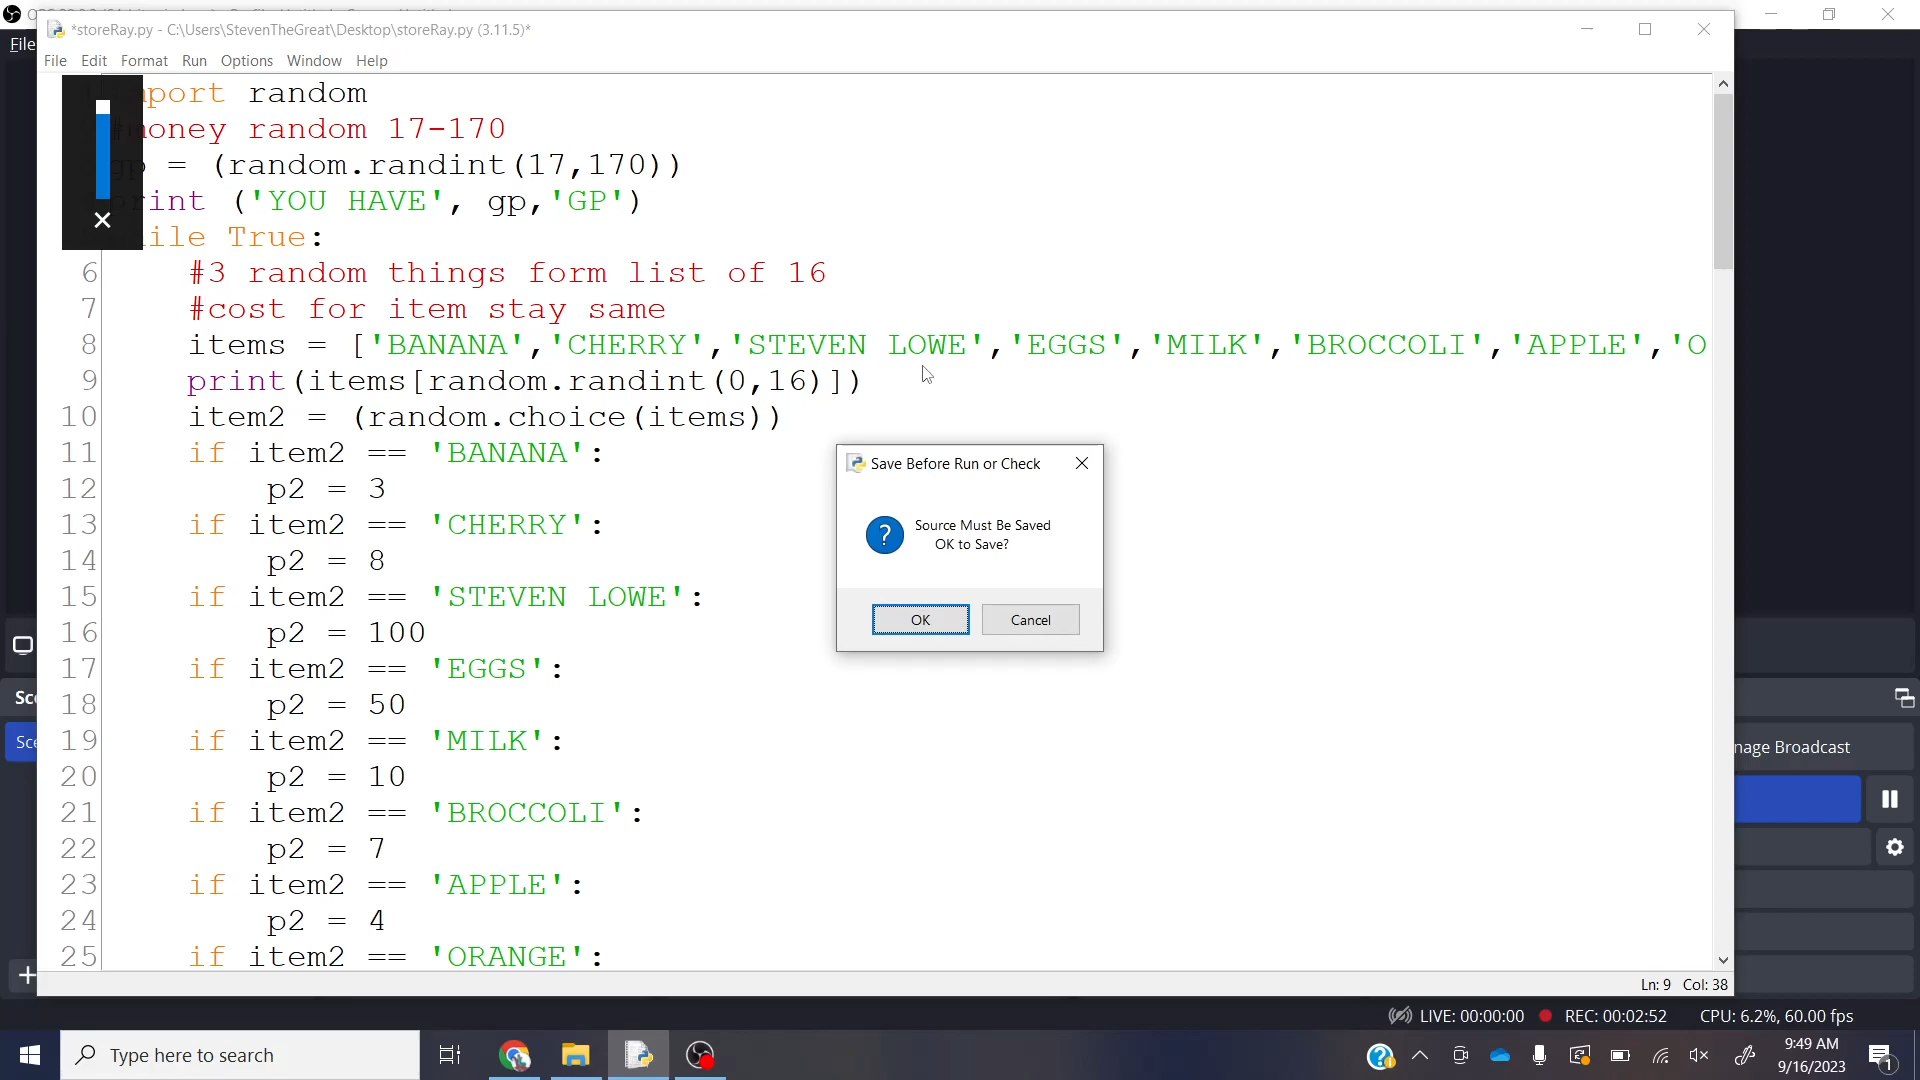 *storeRay.py - C:\Users\StevenTheGreat\Desktop\storeRay.py (3.11.5)*
File
File Edit Format Run Options Window Help
port random
#money random 17-170
gp = (random.randint(17,170))
print ('YOU HAVE', gp,'GP')
ile True:
6 #3 random things form list of 16
7 #cost for item stay same
8 items = ['BANANA','CHERRY','STEVEN LOWE','EGGS','MILK','BROCCOLI','APPLE','O
9 print(items[random.randint(0,16)])
10 item2 = (random.choice(items))
11 if item2 == 'BANANA':
12 p2 = 3
13 if item2 == 'CHERRY':
14 p2 = 8
15 if item2 == 'STEVEN LOWE':
16 p2 = 100
17 if item2 == 'EGGS':
18 p2 = 50
19 if item2 == 'MILK':
20 p2 = 10
21 if item2 == 'BROCCOLI':
22 p2 = 7
23 if item2 == 'APPLE':
24 p2 = 4
25 if item2 == 'ORANGE':
Save Before Run or Check
Source Must Be Saved
OK to Save?
OK Cancel
Sce
Sce
nage Broadcast
Ln: 9 Col: 38
LIVE: 00:00:00 REC: 00:02:52 CPU: 6.2%, 60.00 fps
Type here to search
9:49 AM
9/16/2023
1